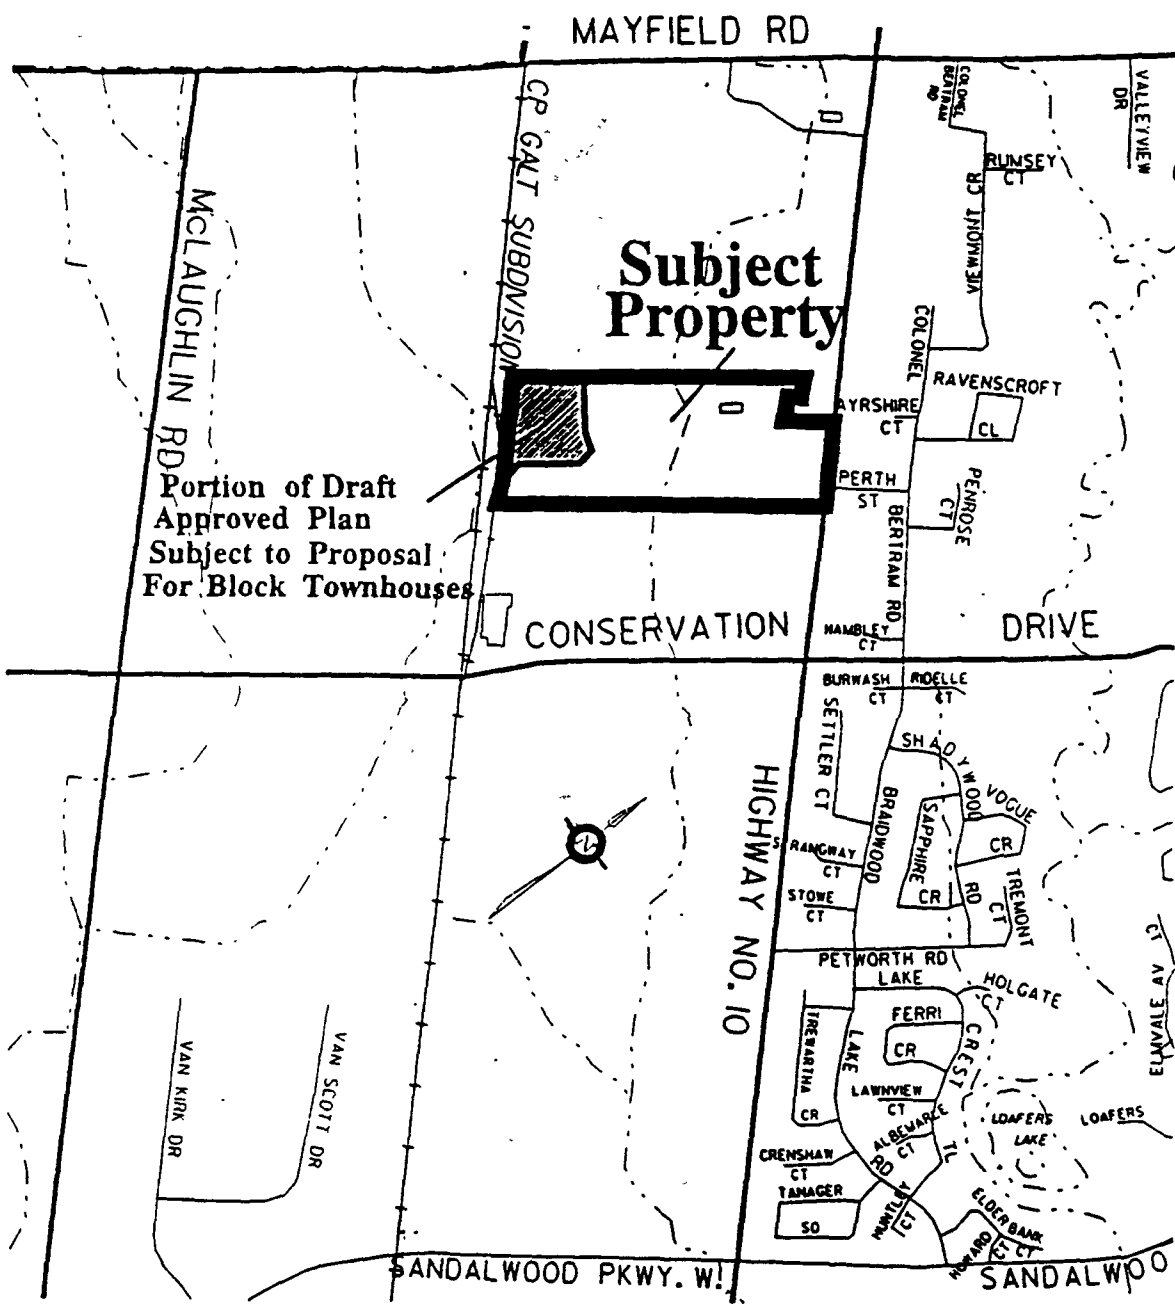 MAYFIELD RD
CP GALT SUBDIVISION
McLAUGHLIN RD
COLONEL
BERTRAM
RD
VALLEYVIEW
DR
RUMSEY
CT
VIEWMOUNT CR
Subject
Property
COLONEL
RAVENSCROFT
CL
AYRSHIRE
CT
PERTH
ST
PENROSE
CT
BERTRAM RD
Portion of Draft
Approved Plan
Subject to Proposal
For Block Townhouses
CONSERVATION
DRIVE
HAMBLEY
CT
BURWASH
CT
RIDELLE
CT
SETTLER CT
SHADYWOOD
RD
BRAIDWOOD
SAPPHIRE
CR
VOGUE
CR
TREMONT
CT
HIGHWAY NO. 10
STRANGWAY
CT
STOWE
CT
PETWORTH RD
LAKE
HOLGATE
CT
ELMVALE AV
CT
FERRI
CR
CREST
TL
TREWARTHA
CR
LAKE
RD
LAWNVIEW
CT
ALBEMARLE
CT
LOAFERS
LAKE
LOAFERS
VAN KIRK DR
VAN SCOTT DR
CRENSHAW
CT
TANAGER
SQ
HUNTLEY
CT
ELDERBANK
CT
HOWARD
CT
SANDALWOOD PKWY. W.
SANDALWOO